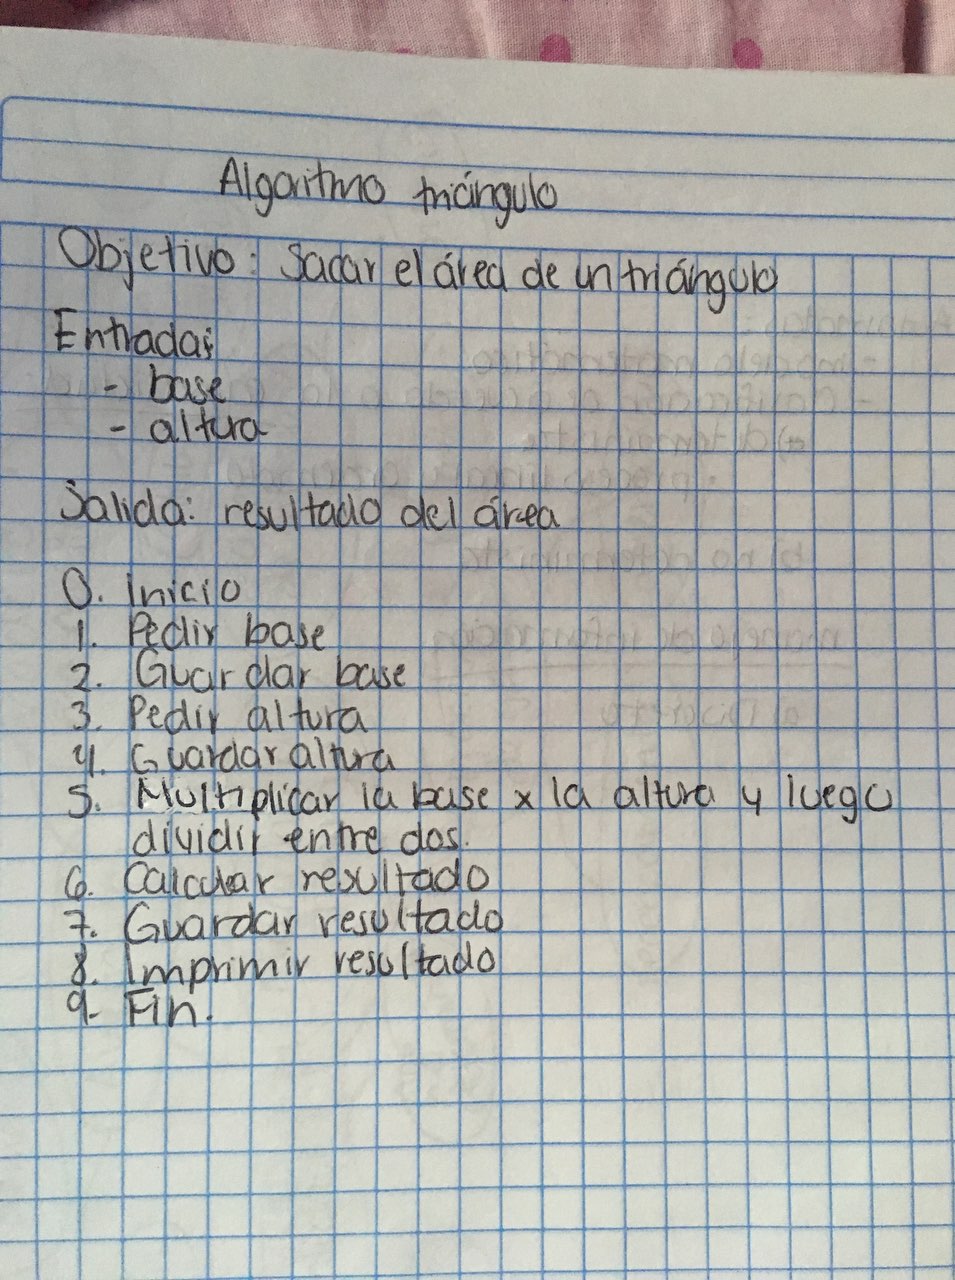 Algoritmo triángulo
Objetivo: Sacar el área de un triángulo
Entradas:
- base
- altura
Salida: resultado del área
0. Inicio
1. Pedir base
2. Guardar base
3. Pedir altura
4. Guardar altura
5. Multiplicar la base x la altura y luego
dividir entre dos.
6. Calcular resultado
7. Guardar resultado
8. Imprimir resultado
9. Fin.